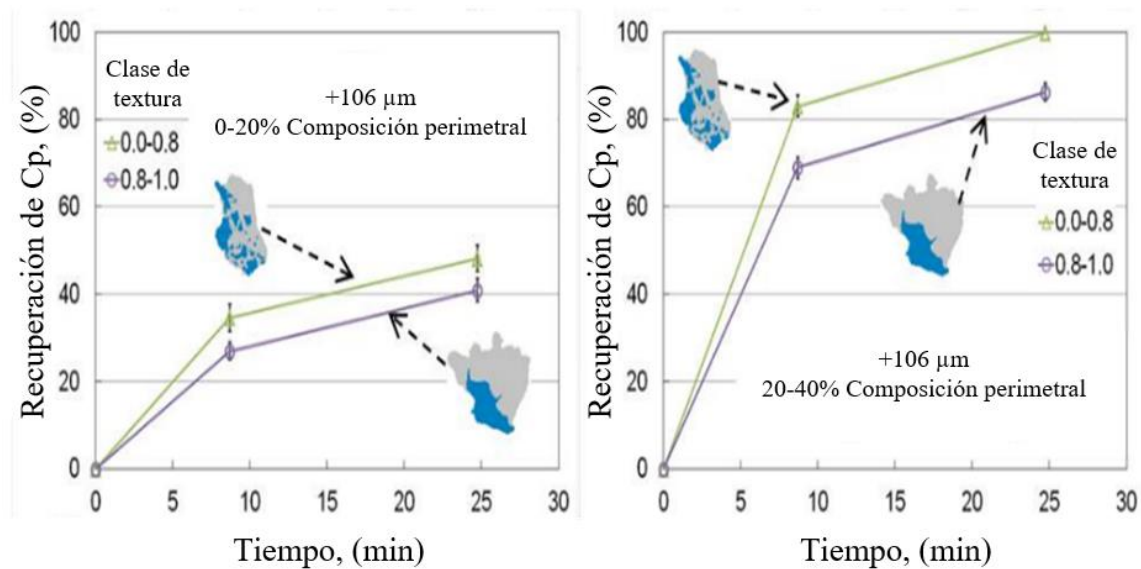 Recuperación de Cp, (%)
100
80
60
40
20
0
Clase de
textura
0.0-0.8
0.8-1.0
+106 µm
0-20% Composición perimetral
0 5 10 15 20 25 30
Tiempo, (min)
Recuperación de Cp, (%)
100
80
60
40
20
0
Clase de
textura
0.0-0.8
0.8-1.0
+106 µm
20-40% Composición perimetral
0 5 10 15 20 25 30
Tiempo, (min)